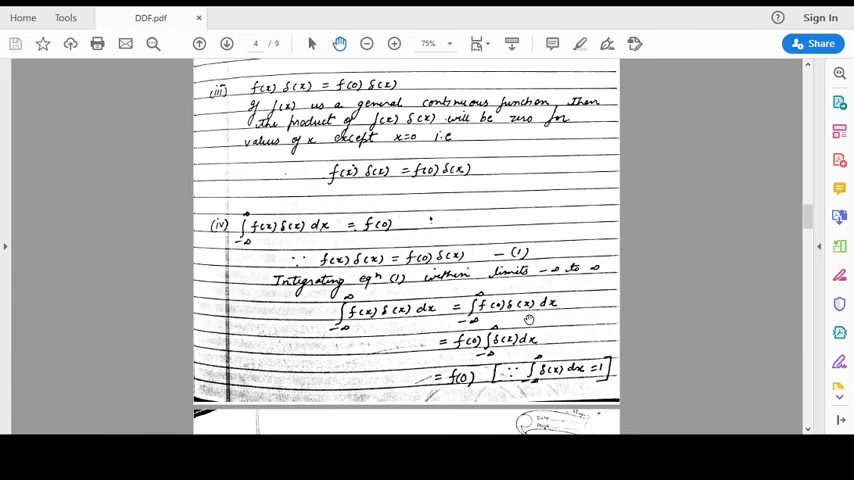 Home Tools DDF.pdf × Sign In
4 / 9 75% Share
(iii) f(x) δ(x) = f(0) δ(x)
If f(x) is a general continuous function, then
the product of f(x) δ(x) will be zero for
values of x except x=0 i.e
f(x) δ(x) = f(0) δ(x)
(iv) ∫_{-∞}^{∞} f(x) δ(x) dx = f(0)
∵ f(x) δ(x) = f(0) δ(x) – (1)
Integrating eqn (1) within limits -∞ to ∞
∫_{-∞}^{∞} f(x) δ(x) dx = ∫_{-∞}^{∞} f(0) δ(x) dx
= f(0) ∫_{-∞}^{∞} δ(x) dx
= f(0) [∵ ∫_{-∞}^{∞} δ(x) dx = 1]
Date